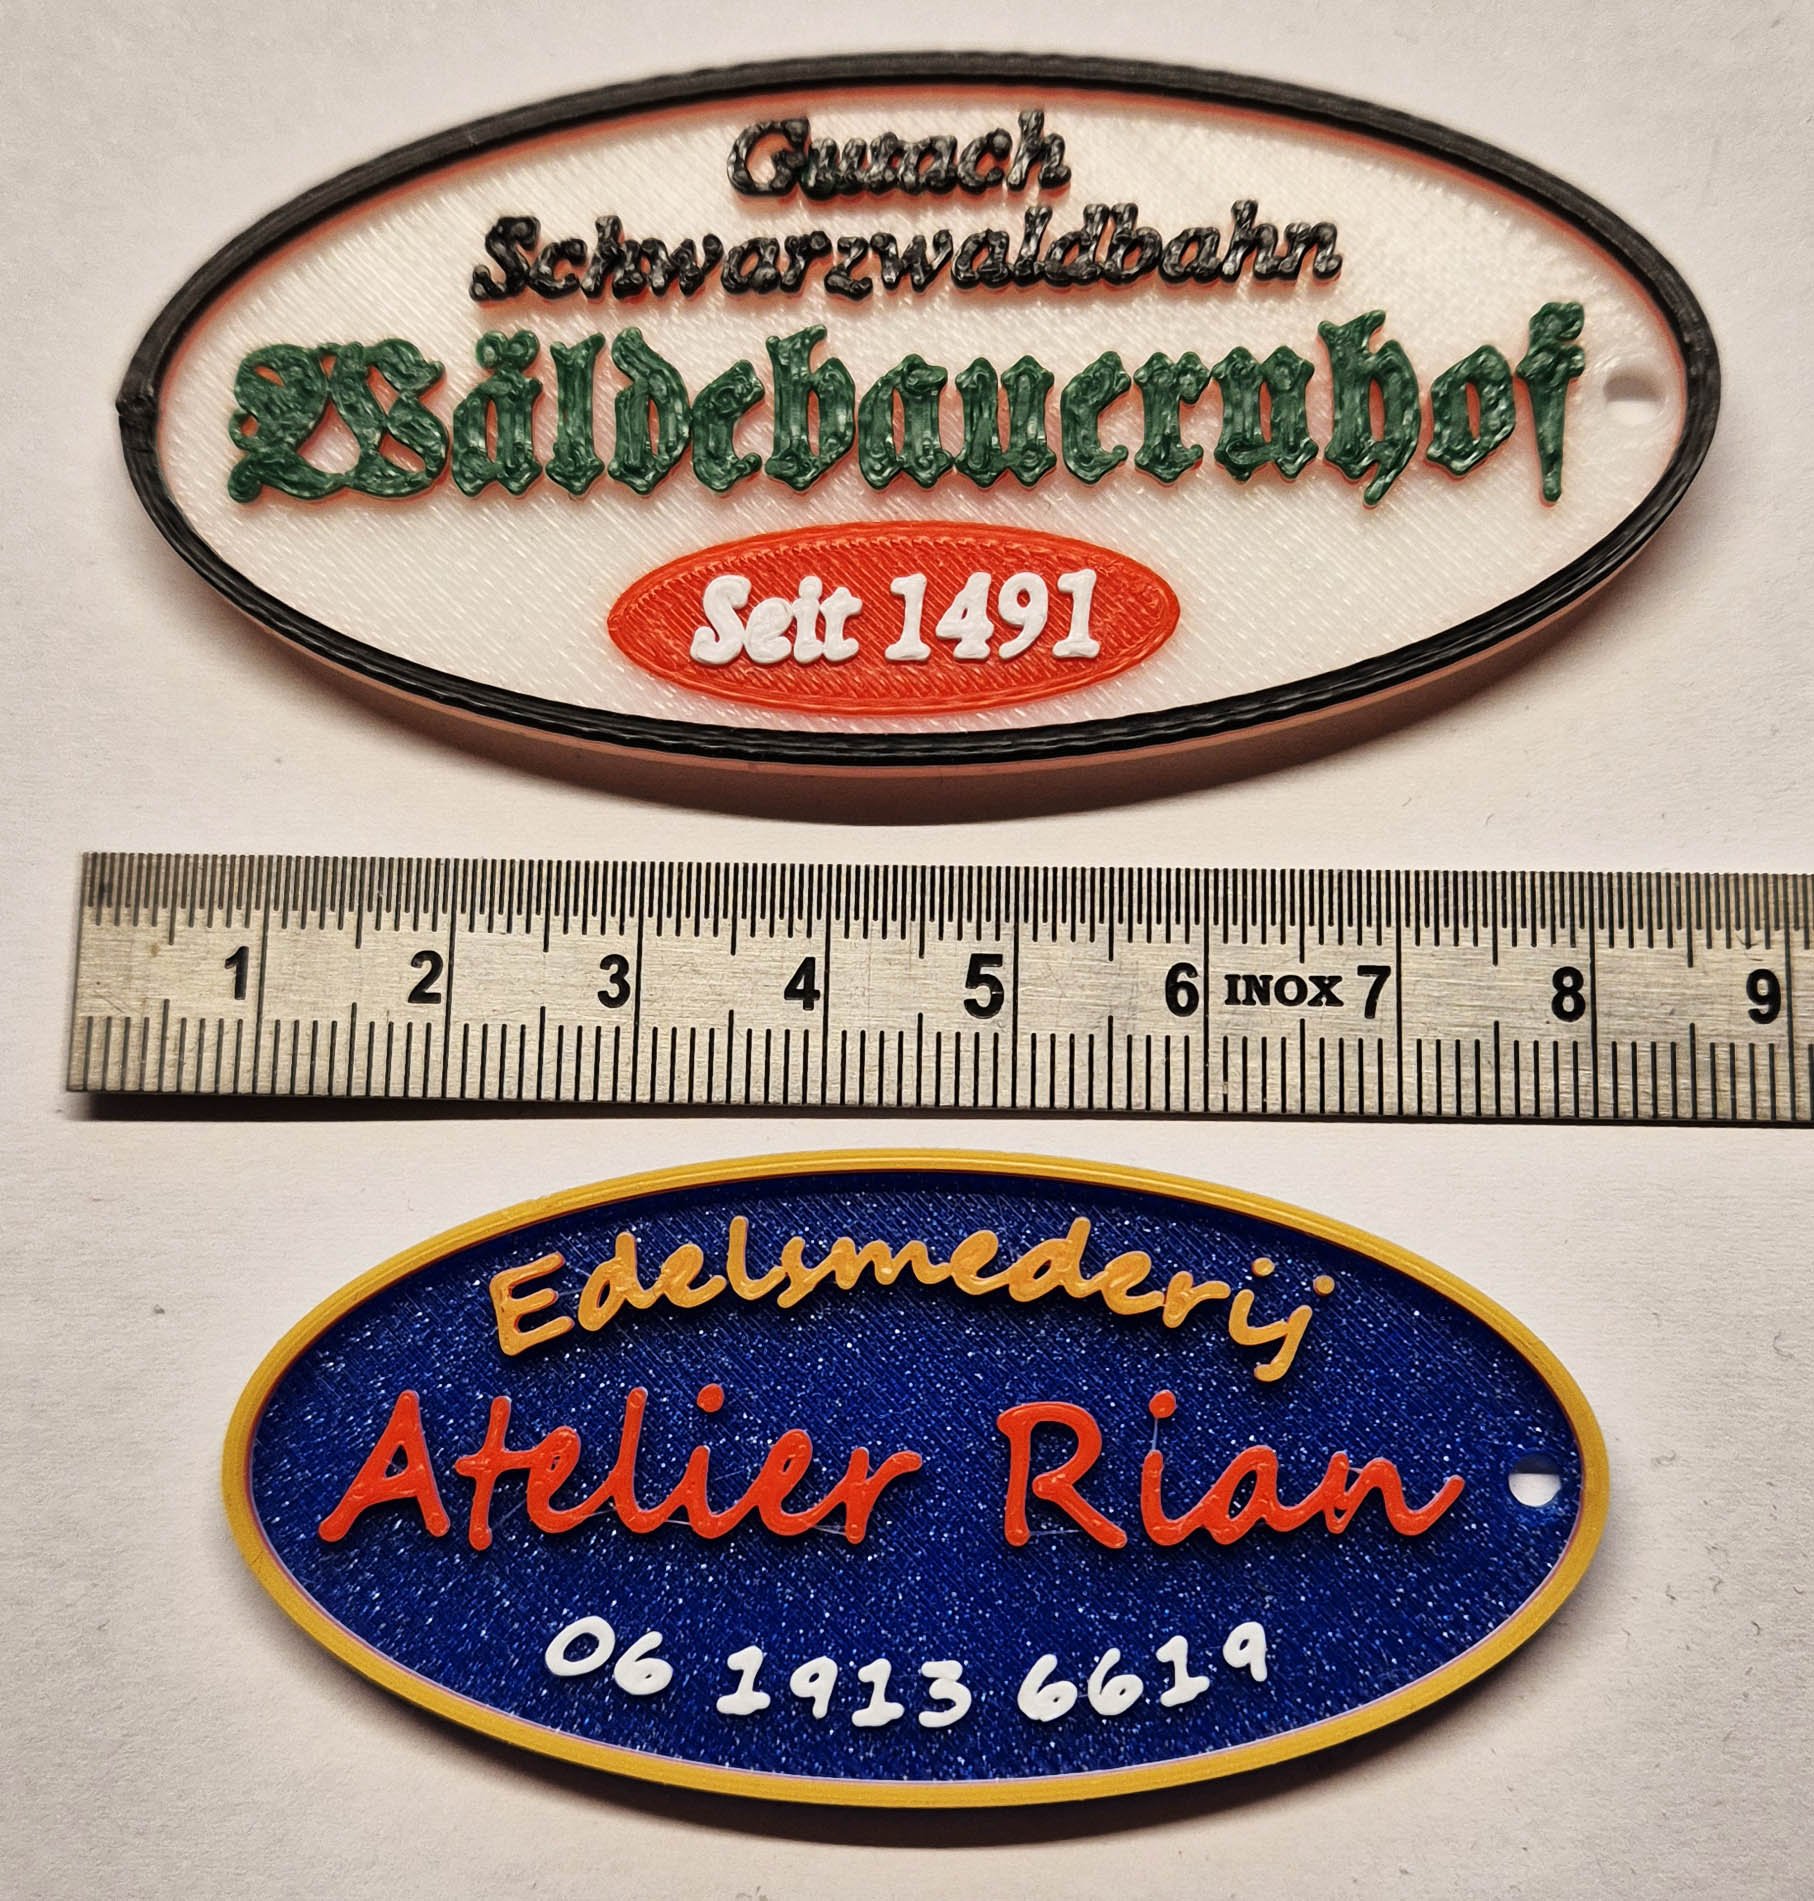 Gutach
Schwarzwaldbahn
Wäldebauernhof
Seit 1491
1 2 3 4 5 6 INOX 7 8 9
Edelsmederij
Atelier Rian
06 1913 6619